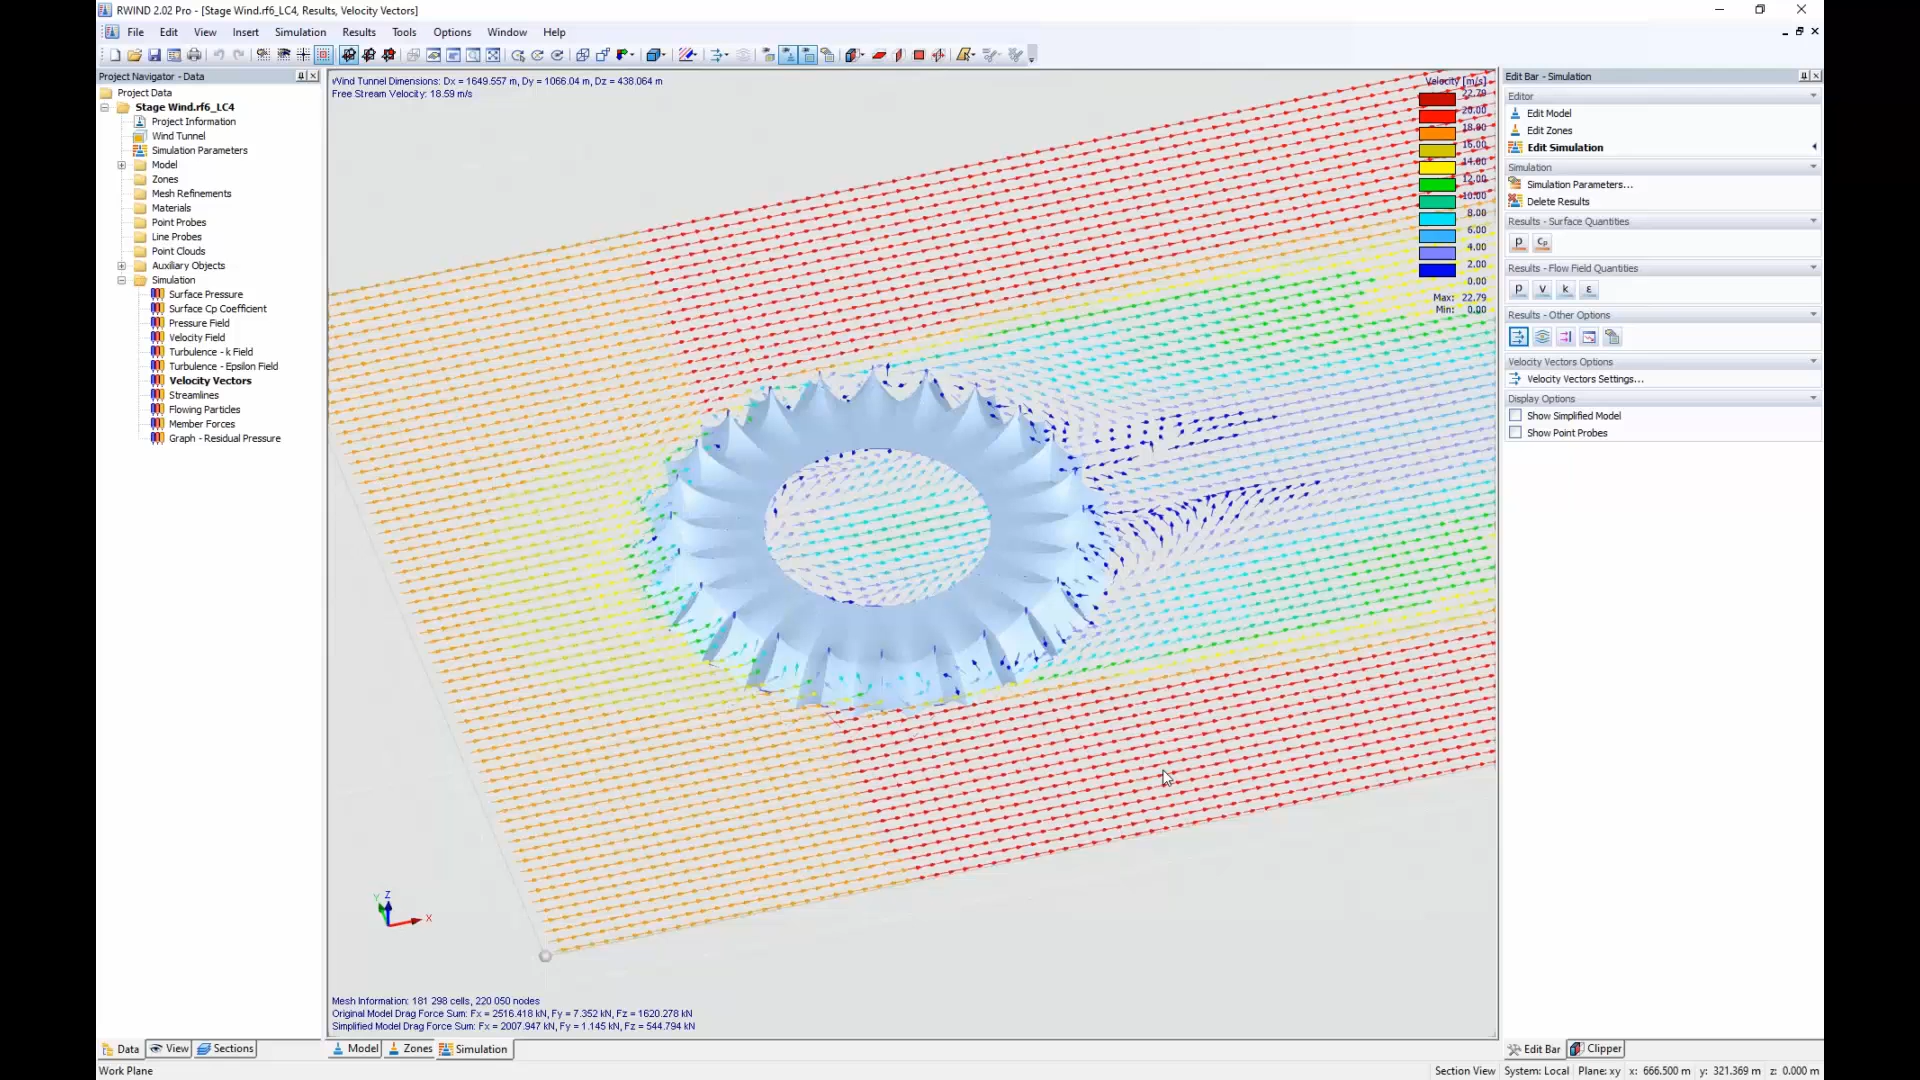 RWIND 2.02 Pro - [Stage Wind.rf6_LC4, Results, Velocity Vectors]
File Edit View Insert Simulation Results Tools Options Window Help
Project Navigator - Data
Project Data
Stage Wind.rf6_LC4
Project Information
Wind Tunnel
Simulation Parameters
Model
Zones
Mesh Refinements
Materials
Point Probes
Line Probes
Point Clouds
Auxiliary Objects
Simulation
Surface Pressure
Surface Cp Coefficient
Pressure Field
Velocity Field
Turbulence - k Field
Turbulence - Epsilon Field
Velocity Vectors
Streamlines
Flowing Particles
Member Forces
Graph - Residual Pressure
Data View Sections
Wind Tunnel Dimensions: Dx = 1649.557 m, Dy = 1066.04 m, Dz = 438.064 m
Free Stream Velocity: 18.59 m/s
Velocity [m/s]
22.79
20.00
18.00
16.00
14.00
12.00
10.00
8.00
6.00
4.00
2.00
0.00
Max: 22.79
Min: 0.00
Y Z X
Mesh Information: 181 298 cells, 220 050 nodes
Original Model Drag Force Sum: Fx = 2516.418 kN, Fy = 7.352 kN, Fz = 1620.278 kN
Simplified Model Drag Force Sum: Fx = 2007.947 kN, Fy = 1.145 kN, Fz = 544.794 kN
Model Zones Simulation
Edit Bar - Simulation
Editor
Edit Model
Edit Zones
Edit Simulation
Simulation
Simulation Parameters...
Delete Results
Results - Surface Quantities
p cp
Results - Flow Field Quantities
p v k ε
Results - Other Options
Velocity Vectors Options
Velocity Vectors Settings...
Display Options
Show Simplified Model
Show Point Probes
Edit Bar Clipper
Work Plane
Section View System: Local Plane: xy x: 666.500 m y: 321.369 m z: 0.000 m